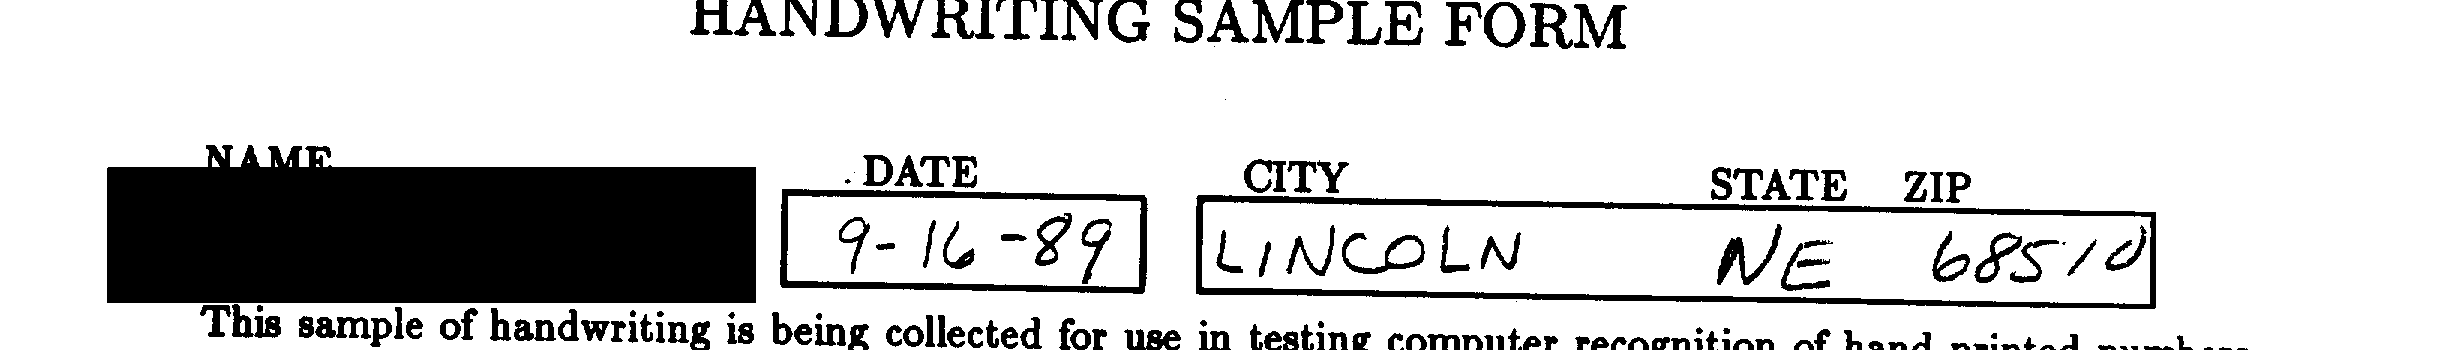 HANDWRITING SAMPLE FORM
NAME DATE CITY STATE ZIP
9-16-89 LINCOLN NE 68510
This sample of handwriting is being collected for use in testing computer recognition of hand printed numbers